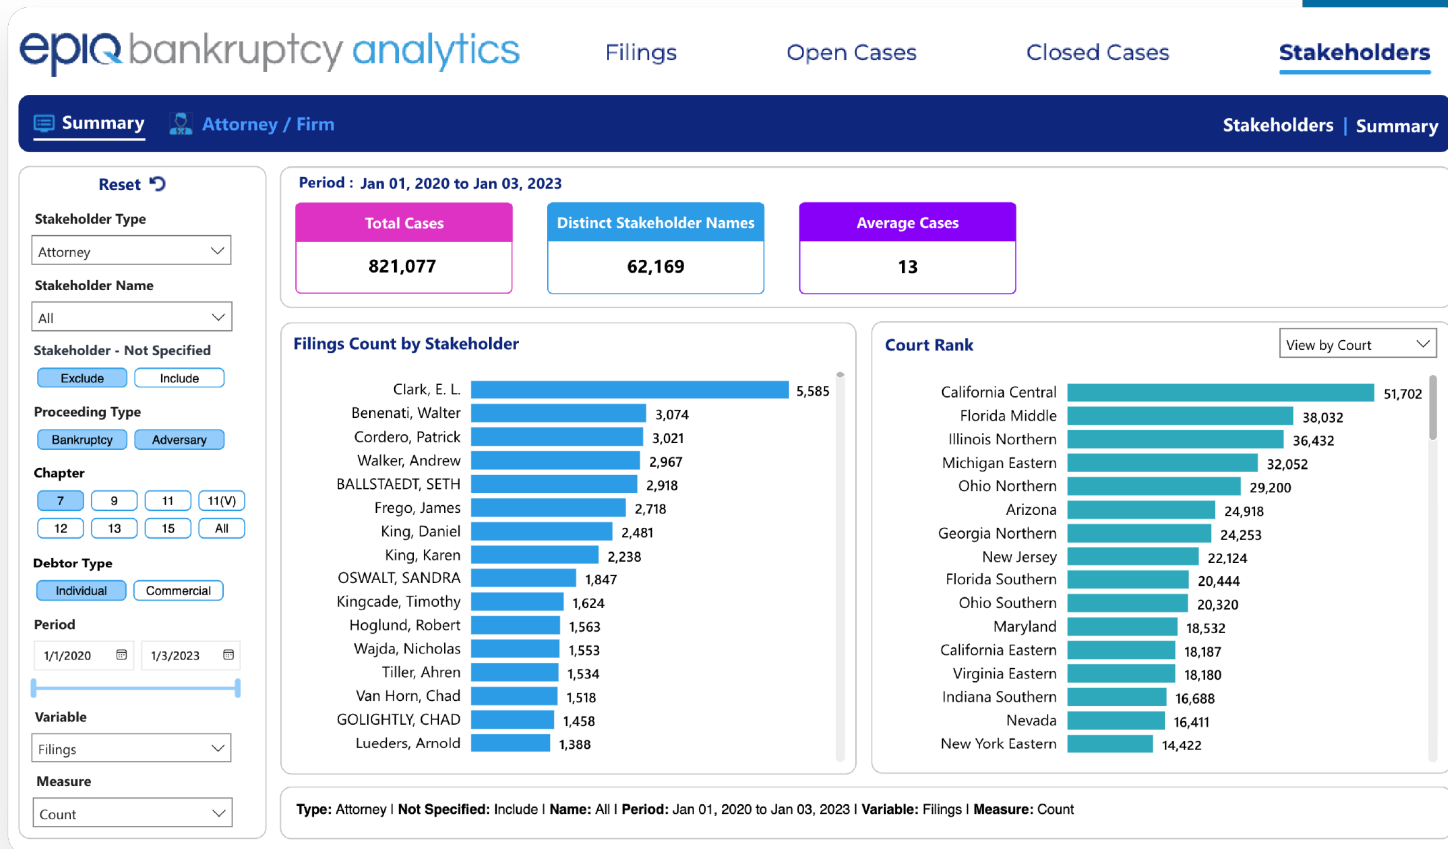 epiq bankruptcy analytics
Filings
Open Cases
Closed Cases
Stakeholders
Summary
Attorney / Firm
Stakeholders | Summary
Reset
Stakeholder Type
Attorney
Stakeholder Name
All
Stakeholder - Not Specified
Exclude Include
Proceeding Type
Bankruptcy Adversary
Chapter
7 9 11 11(V)
12 13 15 All
Debtor Type
Individual Commercial
Period
1/1/2020 1/3/2023
Variable
Filings
Measure
Count
Period : Jan 01, 2020 to Jan 03, 2023
Total Cases
821,077
Distinct Stakeholder Names
62,169
Average Cases
13
Filings Count by Stakeholder
Clark, E. L. 5,585
Benenati, Walter 3,074
Cordero, Patrick 3,021
Walker, Andrew 2,967
BALLSTAEDT, SETH 2,918
Frego, James 2,718
King, Daniel 2,481
King, Karen 2,238
OSWALT, SANDRA 1,847
Kingcade, Timothy 1,624
Hoglund, Robert 1,563
Wajda, Nicholas 1,553
Tiller, Ahren 1,534
Van Horn, Chad 1,518
GOLIGHTLY, CHAD 1,458
Lueders, Arnold 1,388
Court Rank
View by Court
California Central 51,702
Florida Middle 38,032
Illinois Northern 36,432
Michigan Eastern 32,052
Ohio Northern 29,200
Arizona 24,918
Georgia Northern 24,253
New Jersey 22,124
Florida Southern 20,444
Ohio Southern 20,320
Maryland 18,532
California Eastern 18,187
Virginia Eastern 18,180
Indiana Southern 16,688
Nevada 16,411
New York Eastern 14,422
Type: Attorney | Not Specified: Include | Name: All | Period: Jan 01, 2020 to Jan 03, 2023 | Variable: Filings | Measure: Count